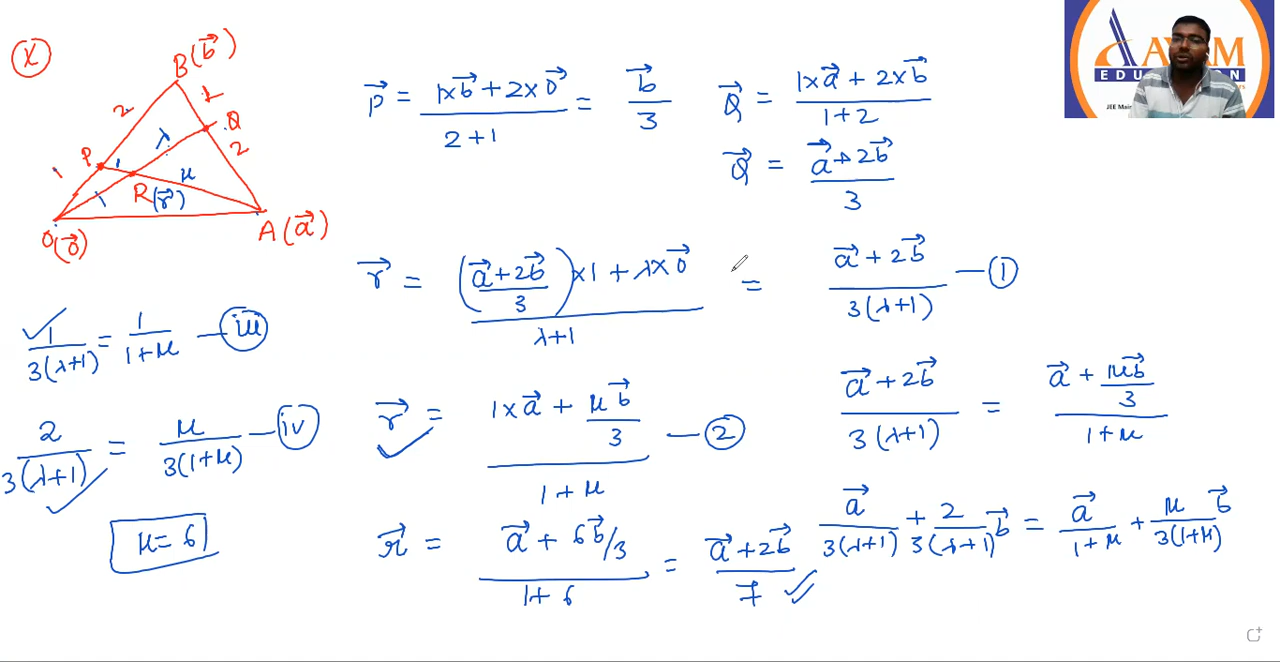 x
B(b⃗)
2
1
λ
Q
P
1
1
2
μ
1
R(r⃗)
O(0⃗)
A(a⃗)
P⃗ = (1×b⃗ + 2×0⃗)/(2+1) = b⃗/3
Q⃗ = (1×a⃗ + 2×b⃗)/(1+2)
Q⃗ = (a⃗+2b⃗)/3
r⃗ = (((a⃗+2b⃗)/3)×1 + λ×0⃗)/(λ+1) = (a⃗+2b⃗)/(3(λ+1)) — ①
r⃗ = (1×a⃗ + μb⃗/3)/(1+μ) — ②
(a⃗+2b⃗)/(3(λ+1)) = (a⃗ + μb⃗/3)/(1+μ)
a⃗/(3(λ+1)) + 2/(3(λ+1)) b⃗ = a⃗/(1+μ) + μ/(3(1+μ)) b⃗
1/(3(λ+1)) = 1/(1+μ) — iii
2/(3(λ+1)) = μ/(3(1+μ)) — iv
μ=6
r⃗ = (a⃗ + 6b⃗/3)/(1+6) = (a⃗+2b⃗)/7
EDU
JEE Mai